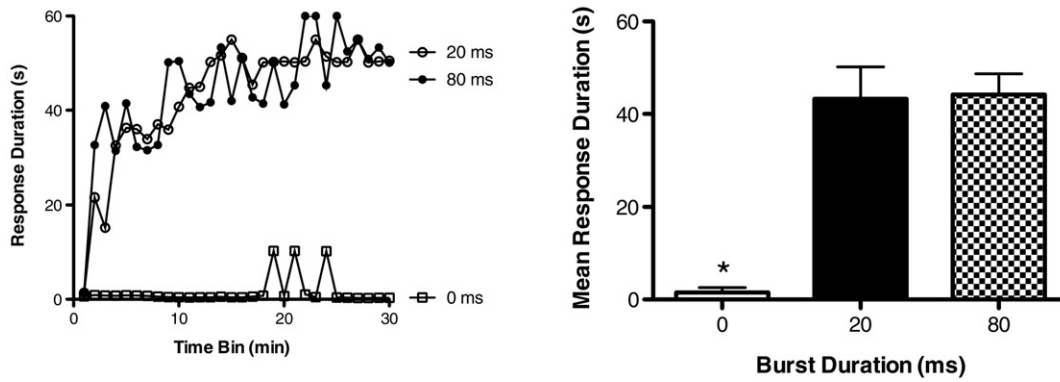 Response Duration (s)
60
40
20
0
0
10
20
30
Time Bin (min)
20 ms
80 ms
0 ms
Mean Response Duration (s)
60
40
20
0
*
0
20
80
Burst Duration (ms)